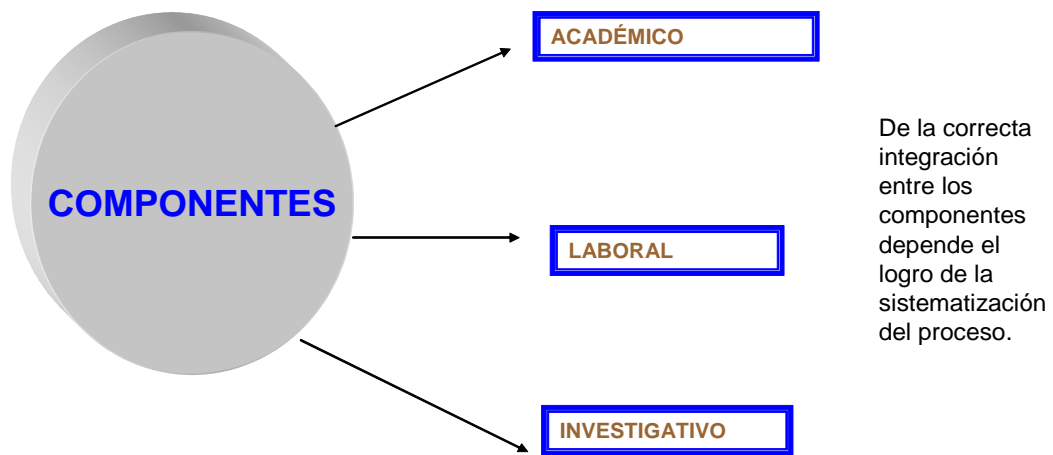 COMPONENTES
ACADÉMICO
LABORAL
INVESTIGATIVO
De la correcta
integración
entre los
componentes
depende el
logro de la
sistematización
del proceso.